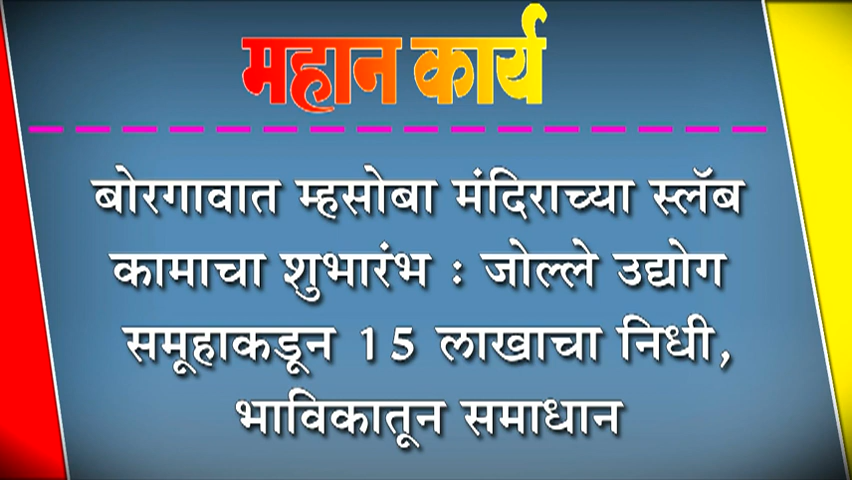 महान कार्य
बोरगावात म्हसोबा मंदिराच्या स्लॅब
कामाचा शुभारंभ : जोल्ले उद्योग
समूहाकडून 15 लाखाचा निधी,
भाविकातून समाधान